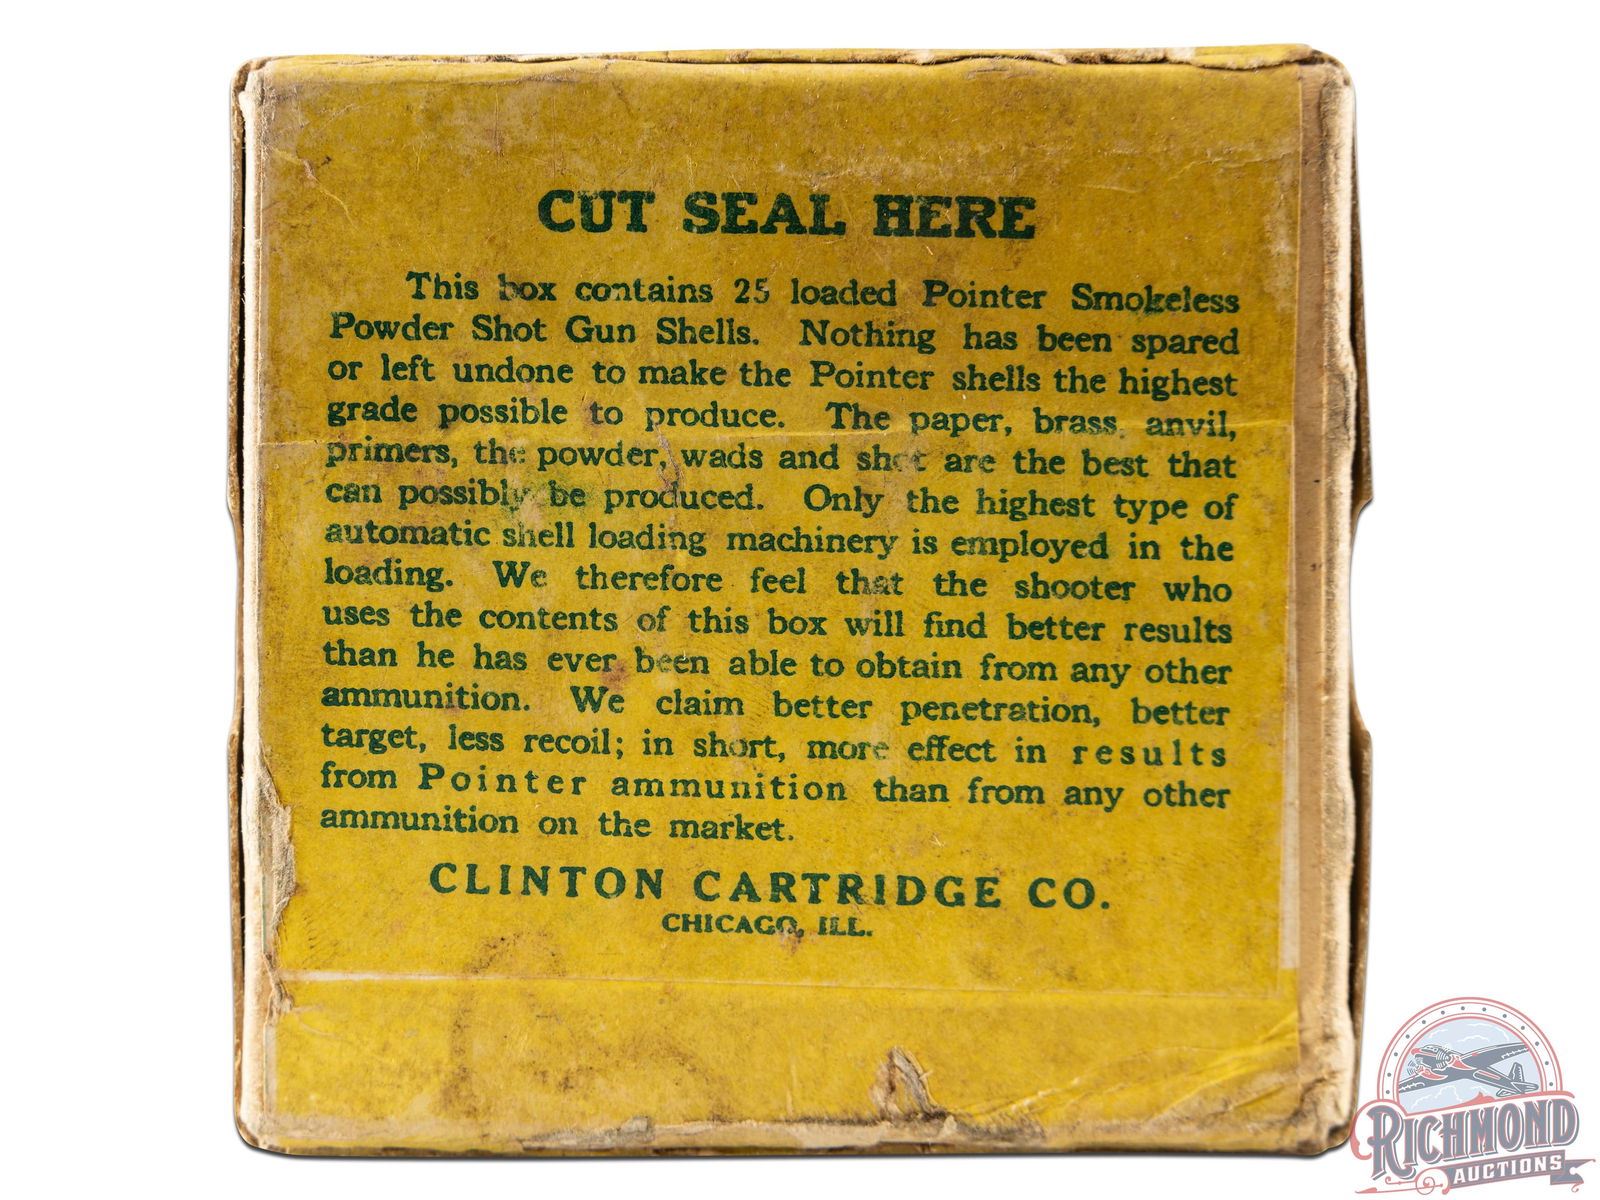 CUT SEAL HERE
This box contains 25 loaded Pointer Smokeless
Powder Shot Gun Shells. Nothing has been spared
or left undone to make the Pointer shells the highest
grade possible to produce. The paper, brass, anvil,
primers, the powder, wads and shot are the best that
can possibly be produced. Only the highest type of
automatic shell loading machinery is employed in the
loading. We therefore feel that the shooter who
uses the contents of this box will find better results
than he has ever been able to obtain from any other
ammunition. We claim better penetration, better
target, less recoil; in short, more effect in results
from Pointer ammunition than from any other
ammunition on the market.
CLINTON CARTRIDGE CO.
CHICAGO, ILL.
RICHMOND
AUCTIONS